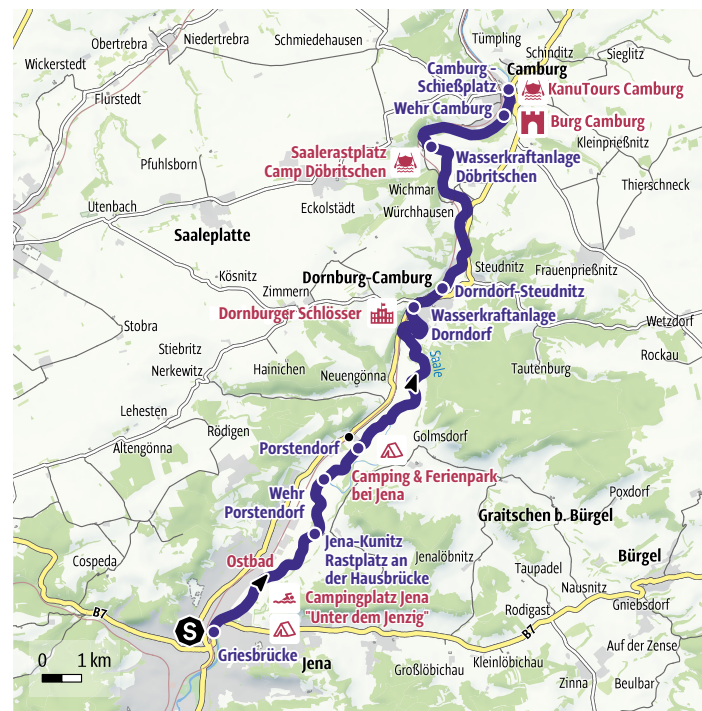 Tümpling
Obertrebra
Niedertrebra
Schmiedehausen
Schinditz
Sieglitz
Wickerstedt
Camburg –
Schießplatz
Camburg
KanuTours Camburg
Flurstedt
Wehr Camburg
Burg Camburg
Kleinprießnitz
Saalerastplatz
Camp Döbritschen
Wasserkraftanlage
Döbritschen
Pfuhlsborn
Thierschneck
Wichmar
Utenbach
Eckolstädt
Würchhausen
Saaleplatte
Steudnitz
Frauenprießnitz
Kösnitz
Dornburg-Camburg
Zimmern
Dorndorf-Steudnitz
Dornburger Schlösser
Wasserkraftanlage
Dorndorf
Wetzdorf
Stobra
Stiebritz
Rockau
Nerkewitz
Hainichen
Neuengönna
Saale
Tautenburg
Lehesten
Rödigen
Golmsdorf
Altengönna
Porstendorf
Camping & Ferienpark
bei Jena
Wehr
Porstendorf
Poxdorf
Graitschen b. Bürgel
Jena-Kunitz
Rastplatz an
der Hausbrücke
Jenalöbnitz
Bürgel
Cospeda
Ostbad
Taupadel
Nausnitz
Campingplatz Jena
"Unter dem Jenzig"
Rodigast
Gniebsdorf
B7
S
B7
Auf der Zense
Griesbrücke
Jena
Kleinlöbichau
Großlöbichau
Zinna
Beulbar
0 1 km